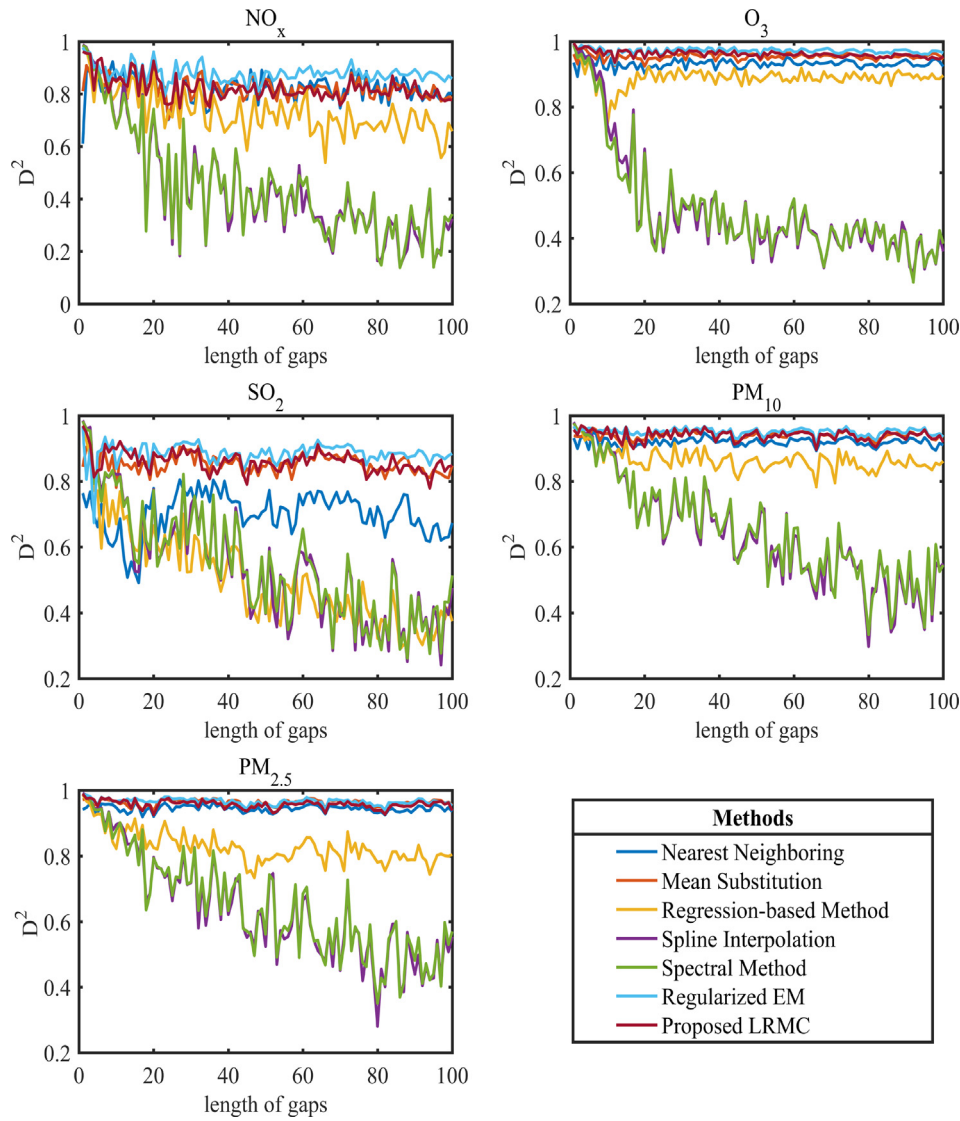 NOx
O3
1
0.8
0.6
0.4
0.2
0
D2
0 20 40 60 80 100
length of gaps
1
0.8
0.6
0.4
0.2
D2
0 20 40 60 80 100
length of gaps
SO2
PM10
1
0.8
0.6
0.4
0.2
D2
0 20 40 60 80 100
length of gaps
1
0.8
0.6
0.4
0.2
D2
0 20 40 60 80 100
length of gaps
PM2.5
1
0.8
0.6
0.4
0.2
D2
0 20 40 60 80 100
length of gaps
Methods
Nearest Neighboring
Mean Substitution
Regression-based Method
Spline Interpolation
Spectral Method
Regularized EM
Proposed LRMC